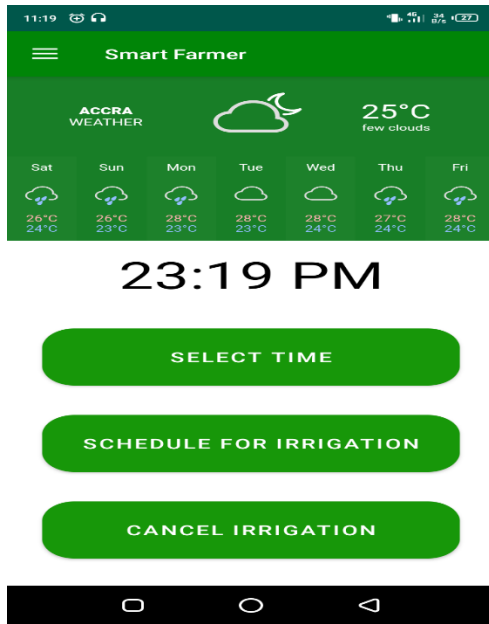 11:19 4G 34 B/s 27
Smart Farmer
ACCRA
WEATHER
25°C
few clouds
Sat Sun Mon Tue Wed Thu Fri
26°C 26°C 28°C 28°C 28°C 27°C 28°C
24°C 23°C 23°C 23°C 24°C 24°C 24°C
23:19 PM
SELECT TIME
SCHEDULE FOR IRRIGATION
CANCEL IRRIGATION